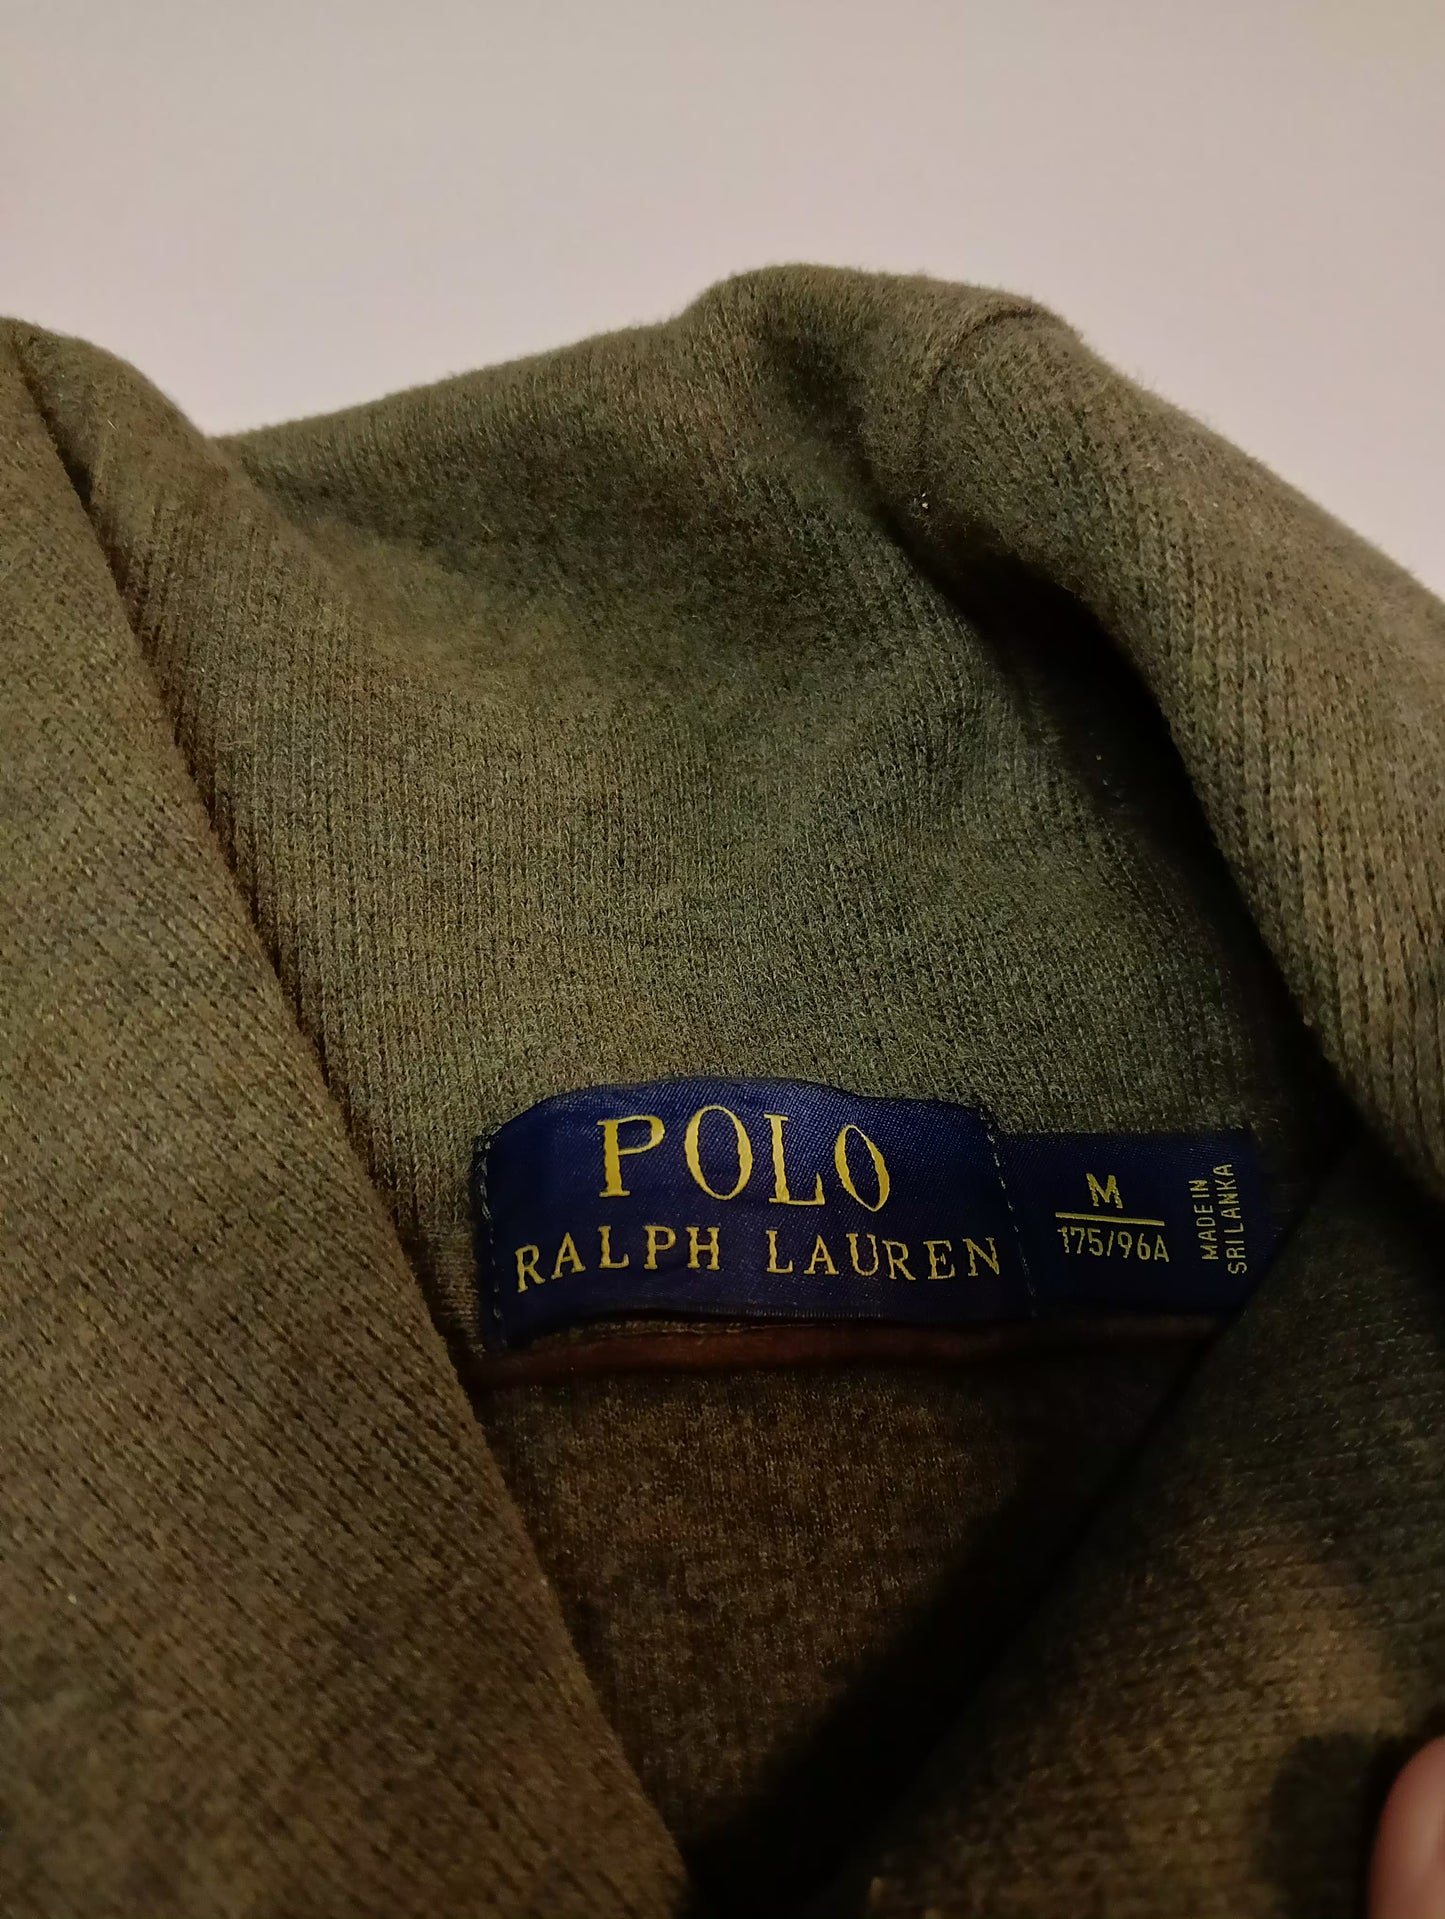 POLO
RALPH LAUREN
M
175/96A
MADE IN
SRI LANKA